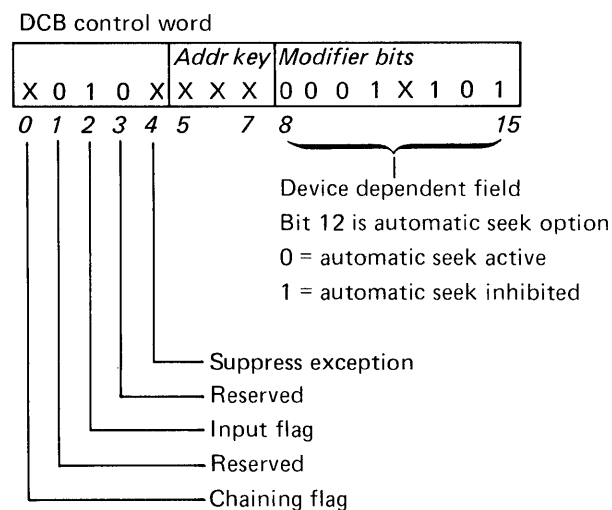 DCB control word
Addr key Modifier bits
X 0 1 0 X X X X 0 0 0 1 X 1 0 1
0 1 2 3 4 5 7 8 15
Device dependent field
Bit 12 is automatic seek option
0 = automatic seek active
1 = automatic seek inhibited
Suppress exception
Reserved
Input flag
Reserved
Chaining flag